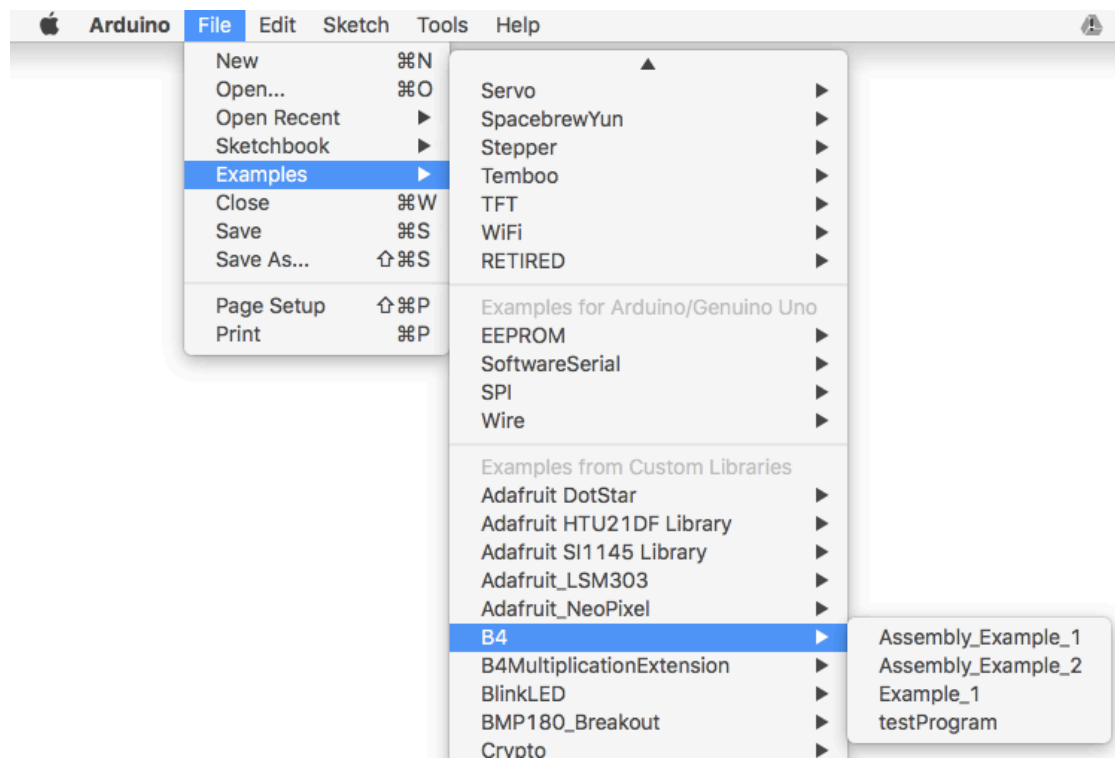 Arduino File Edit Sketch Tools Help
New ⌘N
Open... ⌘O
Open Recent
Sketchbook
Examples
Close ⌘W
Save ⌘S
Save As... ⇧⌘S
Page Setup ⇧⌘P
Print ⌘P
Servo
SpacebrewYun
Stepper
Temboo
TFT
WiFi
RETIRED
Examples for Arduino/Genuino Uno
EEPROM
SoftwareSerial
SPI
Wire
Examples from Custom Libraries
Adafruit DotStar
Adafruit HTU21DF Library
Adafruit SI1145 Library
Adafruit_LSM303
Adafruit_NeoPixel
B4
B4MultiplicationExtension
BlinkLED
BMP180_Breakout
Crypto
Assembly_Example_1
Assembly_Example_2
Example_1
testProgram